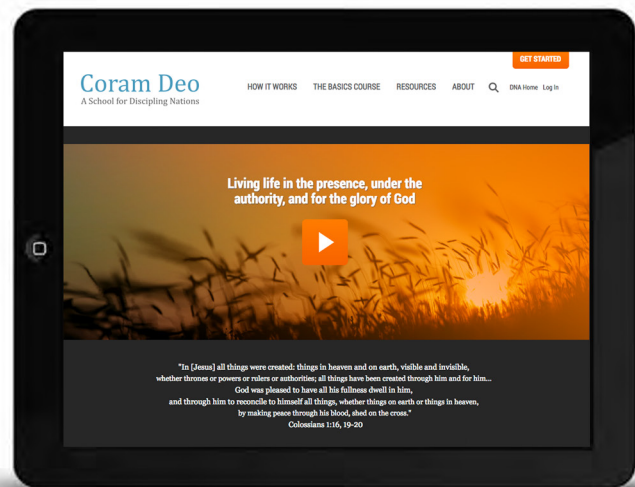 GET STARTED
Coram Deo
A School for Discipling Nations
HOW IT WORKS THE BASICS COURSE RESOURCES ABOUT DNA Home Log In
Living life in the presence, under the
authority, and for the glory of God
"In [Jesus] all things were created: things in heaven and on earth, visible and invisible,
whether thrones or powers or rulers or authorities; all things have been created through him and for him...
God was pleased to have all his fullness dwell in him,
and through him to reconcile to himself all things, whether things on earth or things in heaven,
by making peace through his blood, shed on the cross."
Colossians 1:16, 19-20